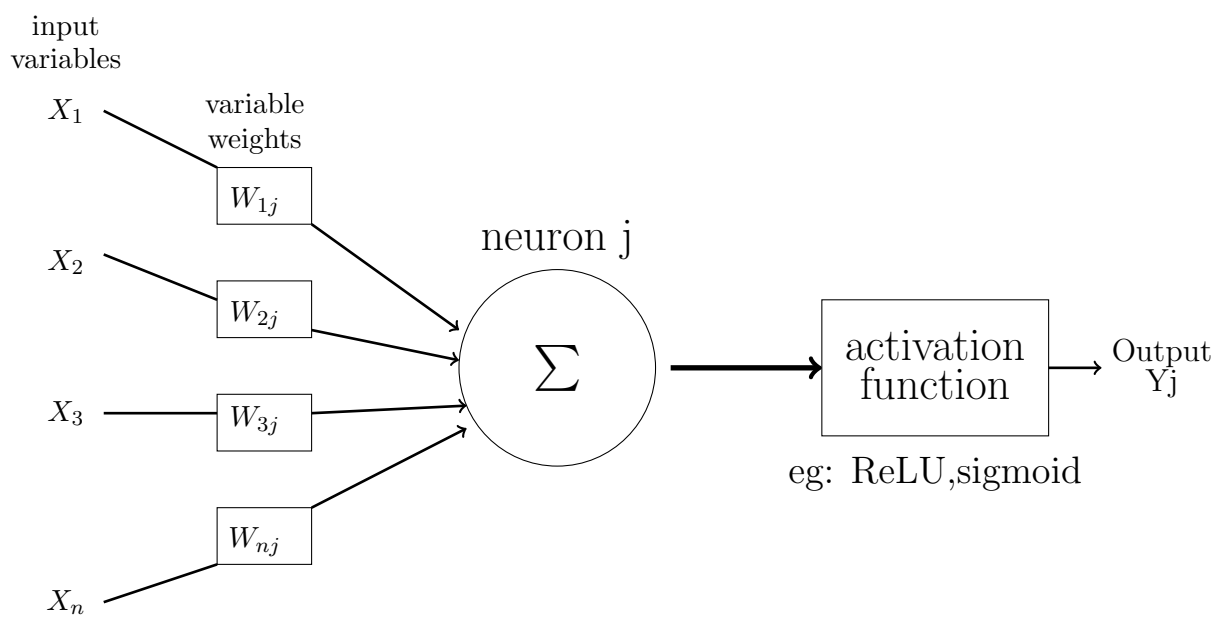 input
variables
X₁
variable
weights
W₁ⱼ
X₂
W₂ⱼ
X₃
W₃ⱼ
Wₙⱼ
Xₙ
neuron j
∑
activation
function
eg: ReLU,sigmoid
Output
Yj